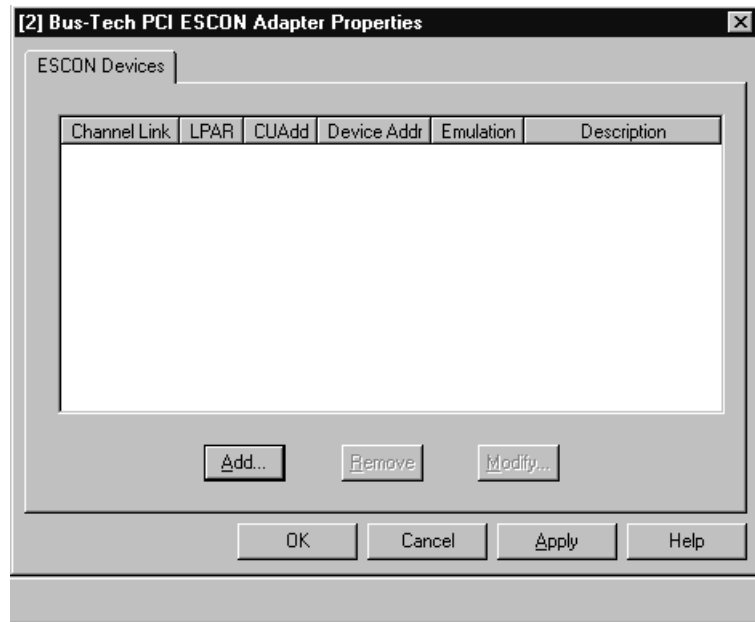 [2] Bus-Tech PCI ESCON Adapter Properties
ESCON Devices
Channel Link LPAR CUAdd Device Addr Emulation Description
Add... Remove Modify...
OK Cancel Apply Help